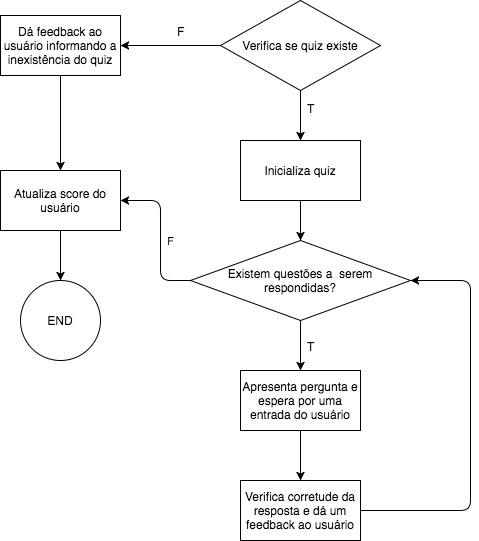 Dá feedback ao
usuário informando a
inexistência do quiz
F
Verifica se quiz existe
T
Inicializa quiz
Atualiza score do
usuário
F
Existem questões a serem
respondidas?
END
T
Apresenta pergunta e
espera por uma
entrada do usuário
Verifica corretude da
resposta e dá um
feedback ao usuário